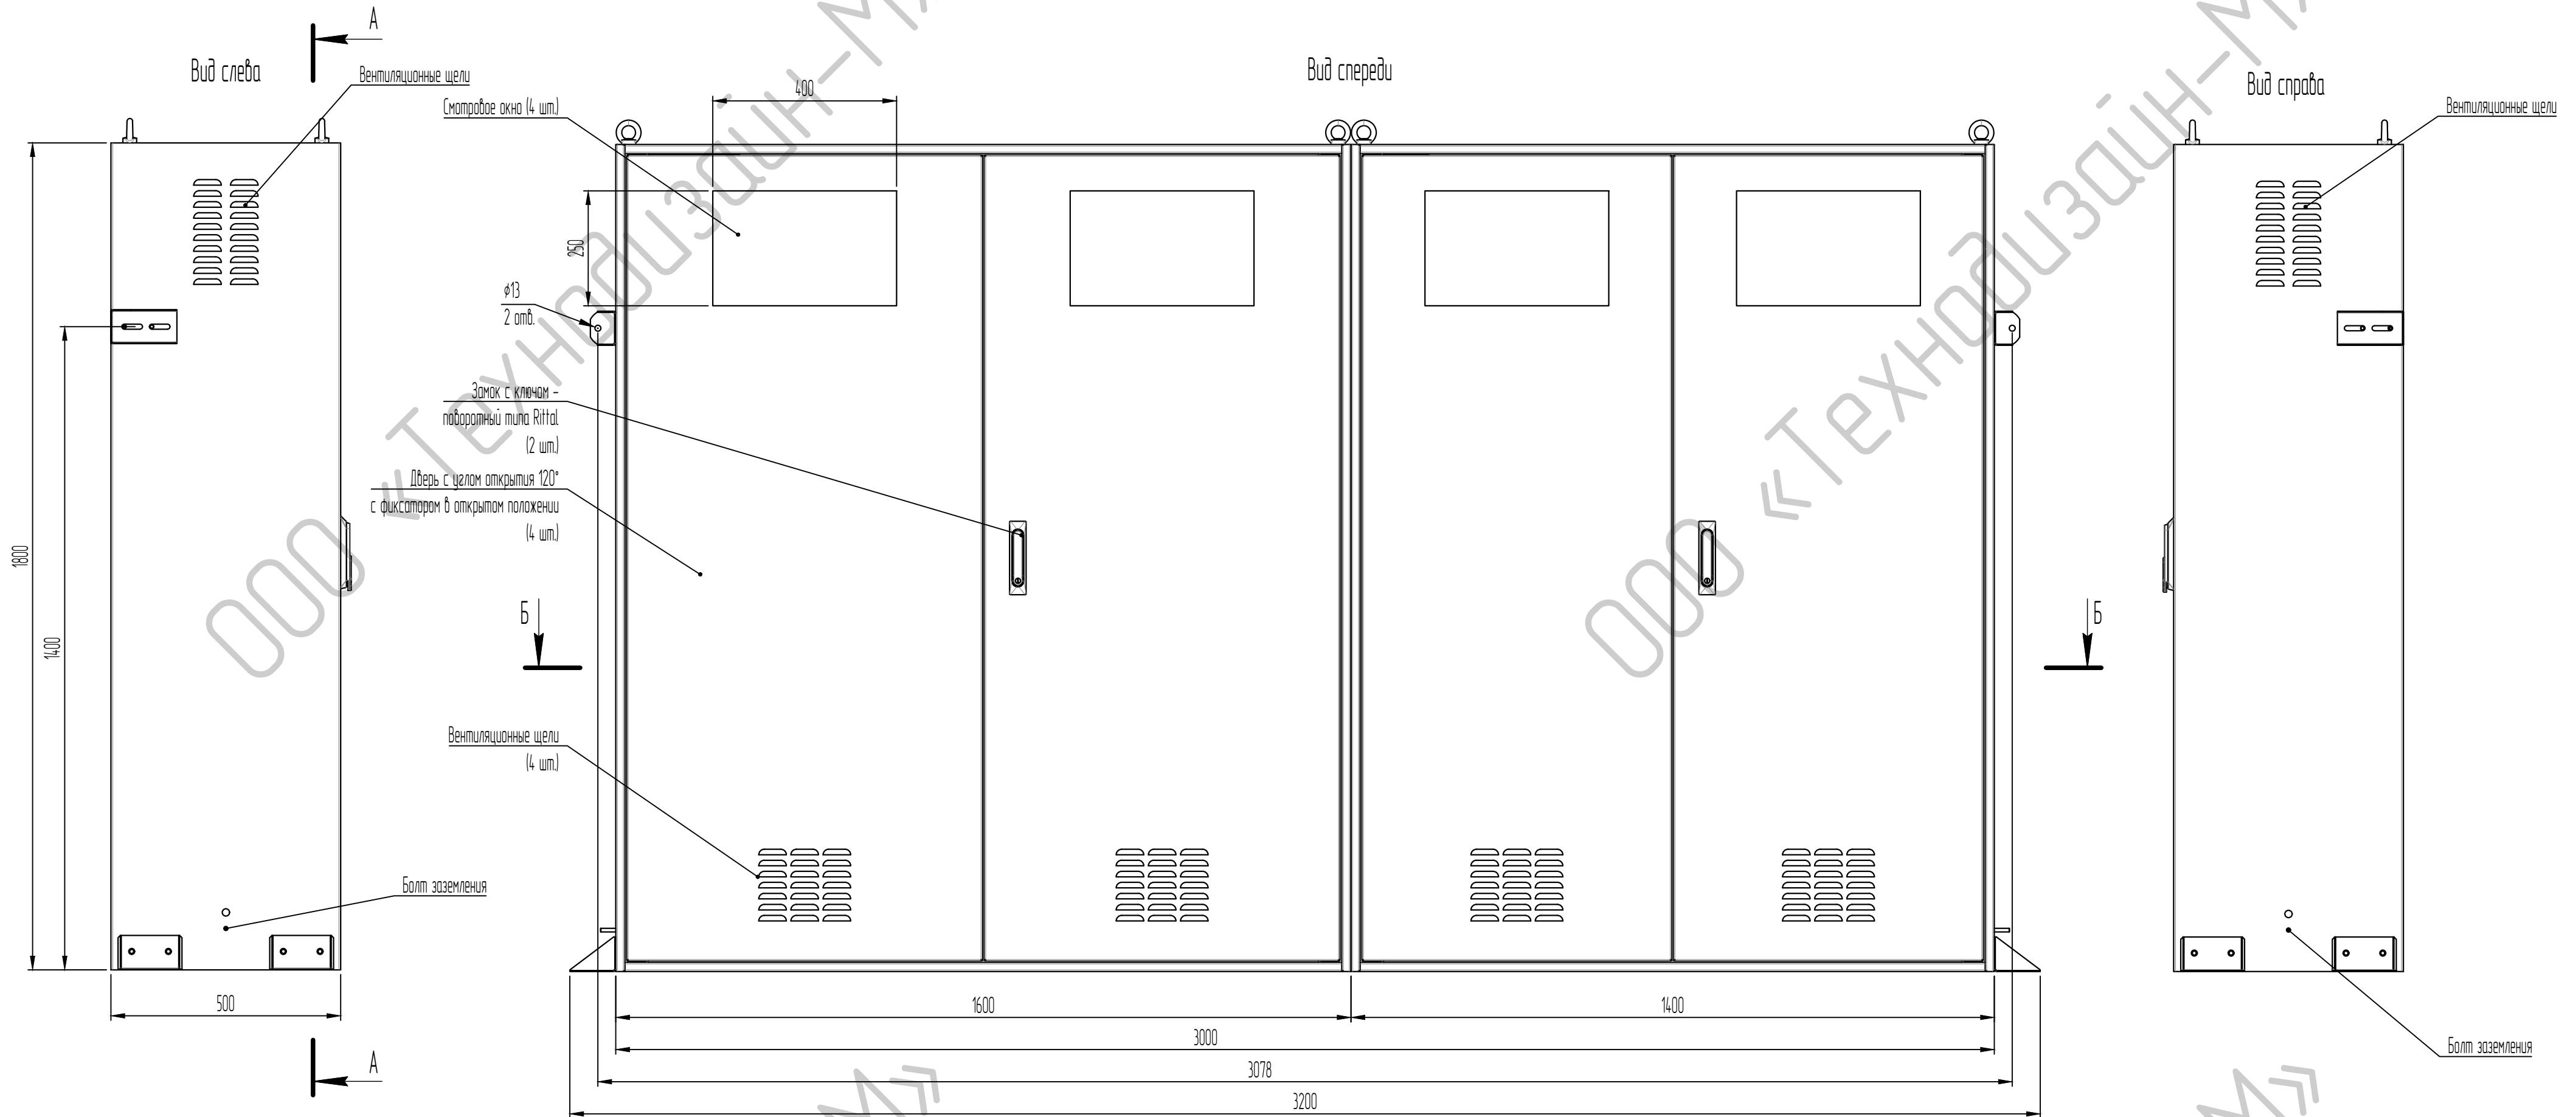 А
Вид слева
Вентиляционные щели
Смотровое окно (4 шт.)
400
Вид спереди
Вид справа
Вентиляционные щели
250
⌀13
2 отв.
Замок с ключом -
поворотный типа Rittal
(2 шт.)
Дверь с углом открытия 120°
с фиксатором в открытом положении
(4 шт.)
1800
1400
Б
Б
Вентиляционные щели
(4 шт.)
Болт заземления
500
1600
1400
3000
3078
3200
А
Болт заземления
ООО «Технодизайн-М»
ООО «Технодизайн-М»
М»
М»